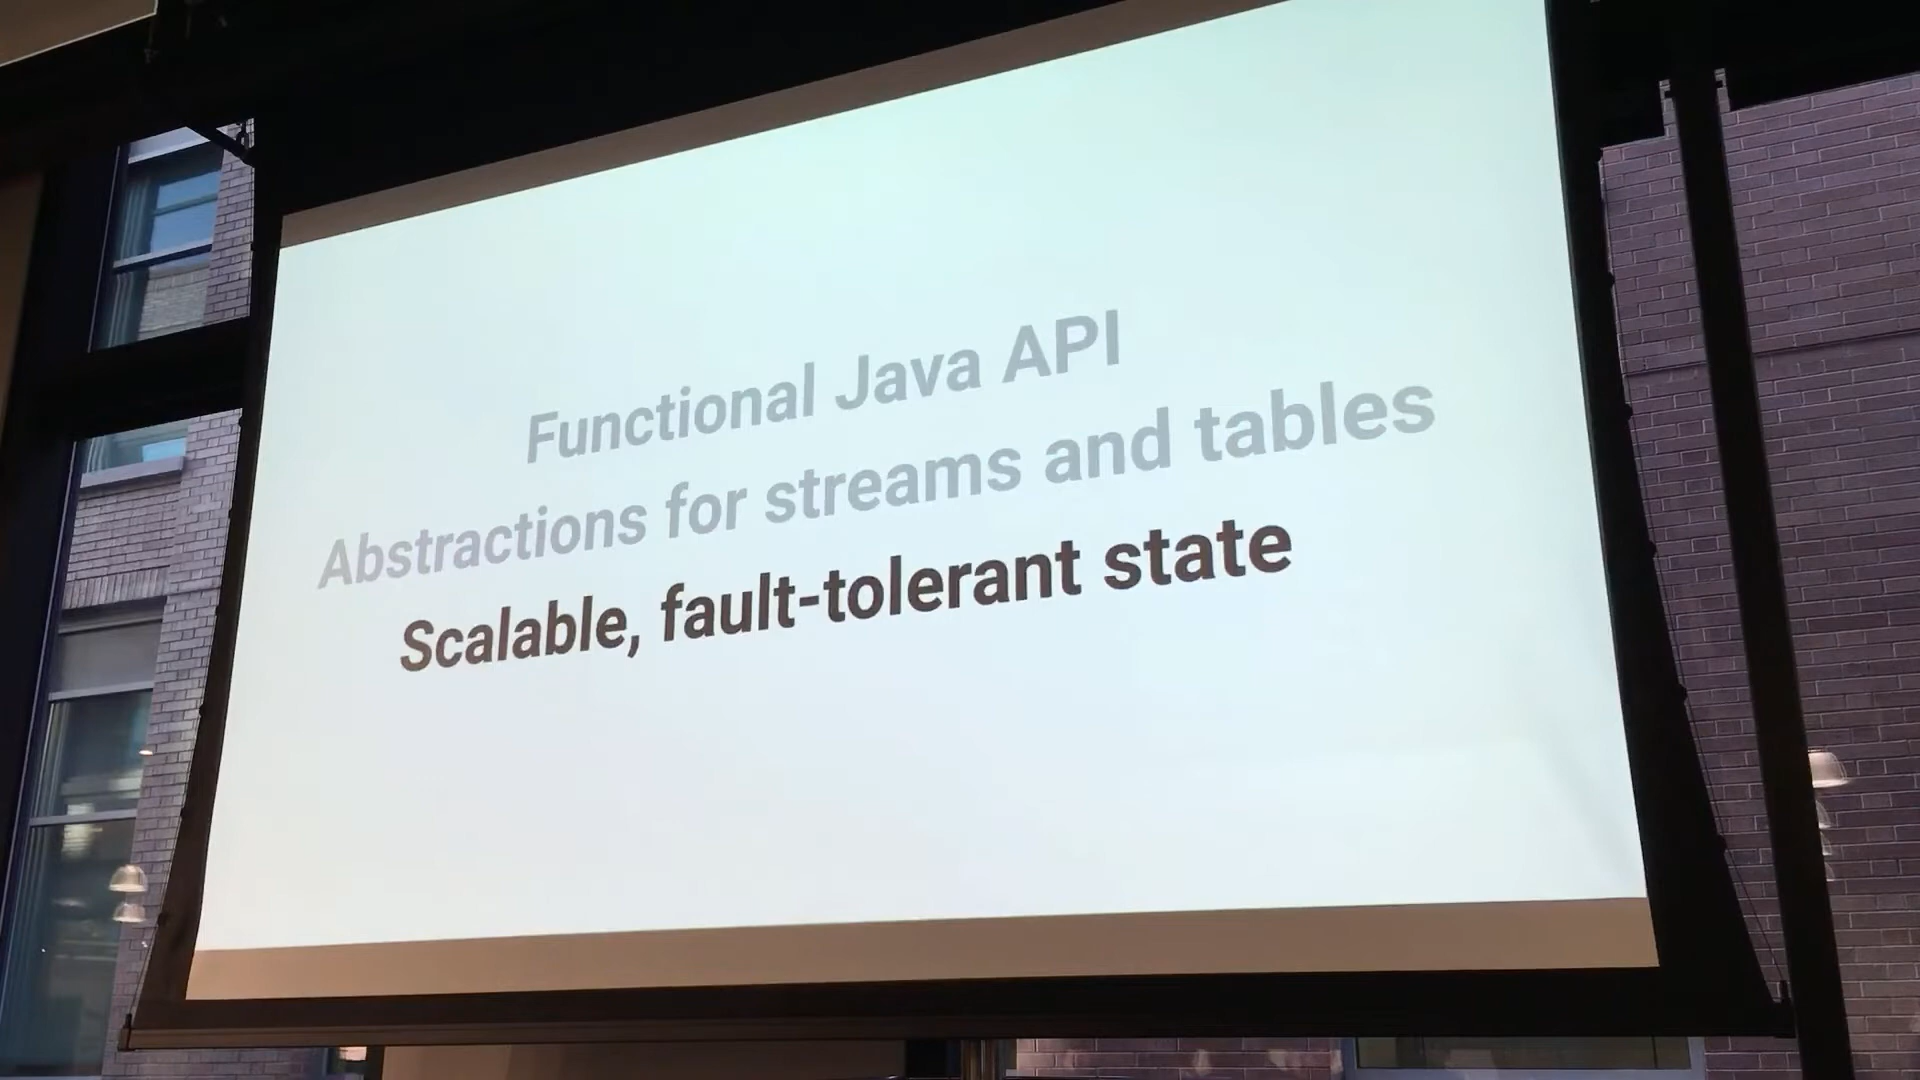 Functional Java API
Abstractions for streams and tables
Scalable, fault-tolerant state